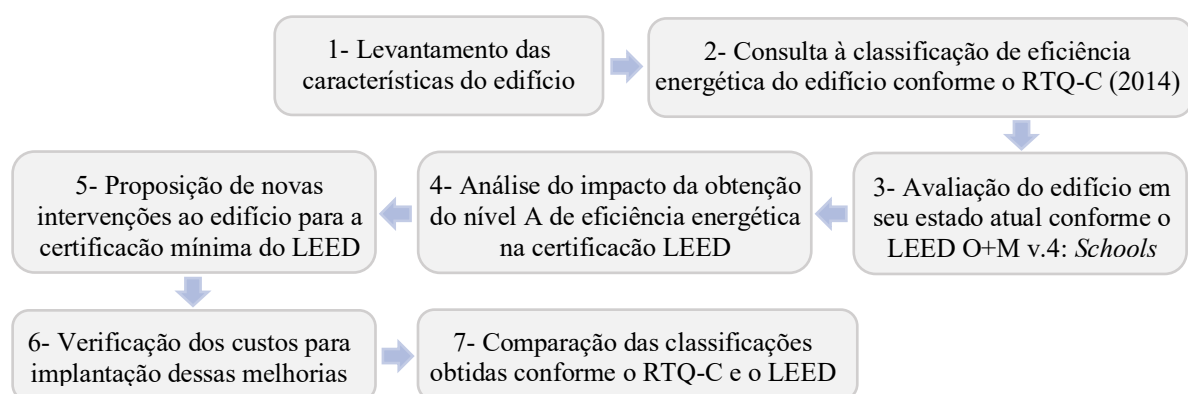 1- Levantamento das
características do edifício
2- Consulta à classificação de eficiência
energética do edifício conforme o RTQ-C (2014)
3- Avaliação do edifício em
seu estado atual conforme o
LEED O+M v.4: Schools
4- Análise do impacto da obtenção
do nível A de eficiência energética
na certificação LEED
5- Proposição de novas
intervenções ao edifício para a
certificação mínima do LEED
6- Verificação dos custos para
implantação dessas melhorias
7- Comparação das classificações
obtidas conforme o RTQ-C e o LEED